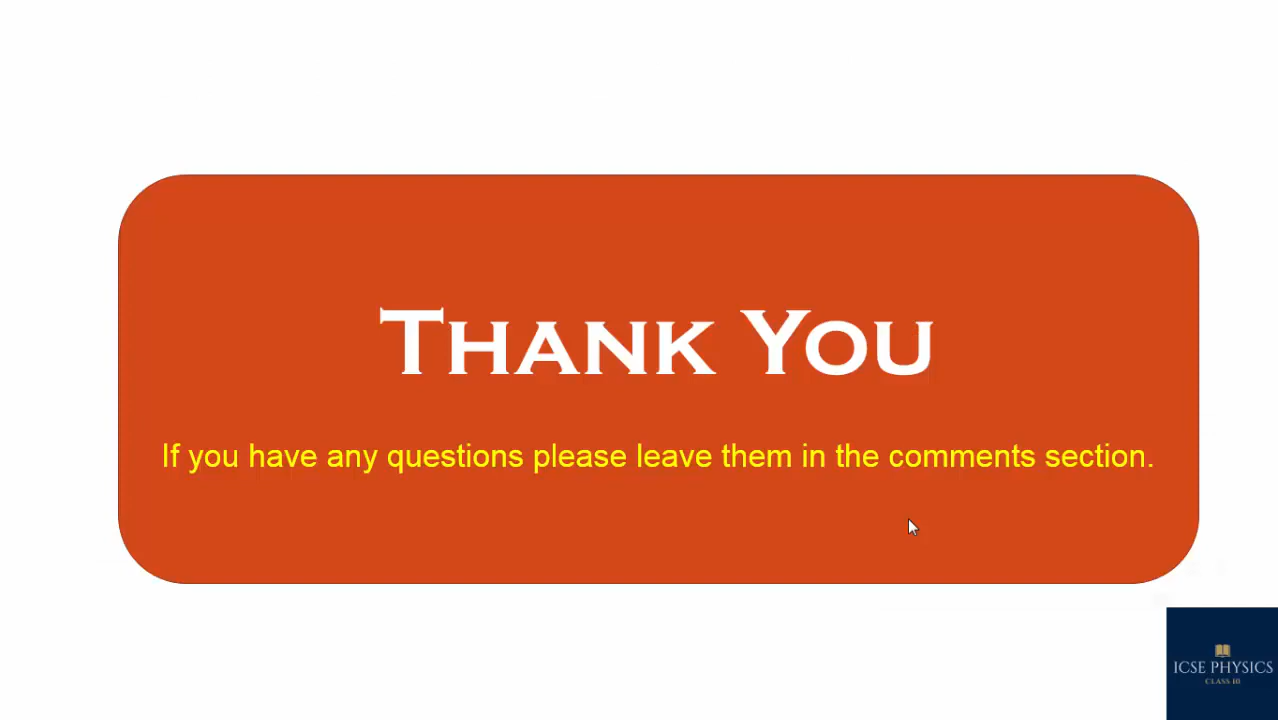 THANK YOU
If you have any questions please leave them in the comments section.
ICSE PHYSICS
CLASS 10